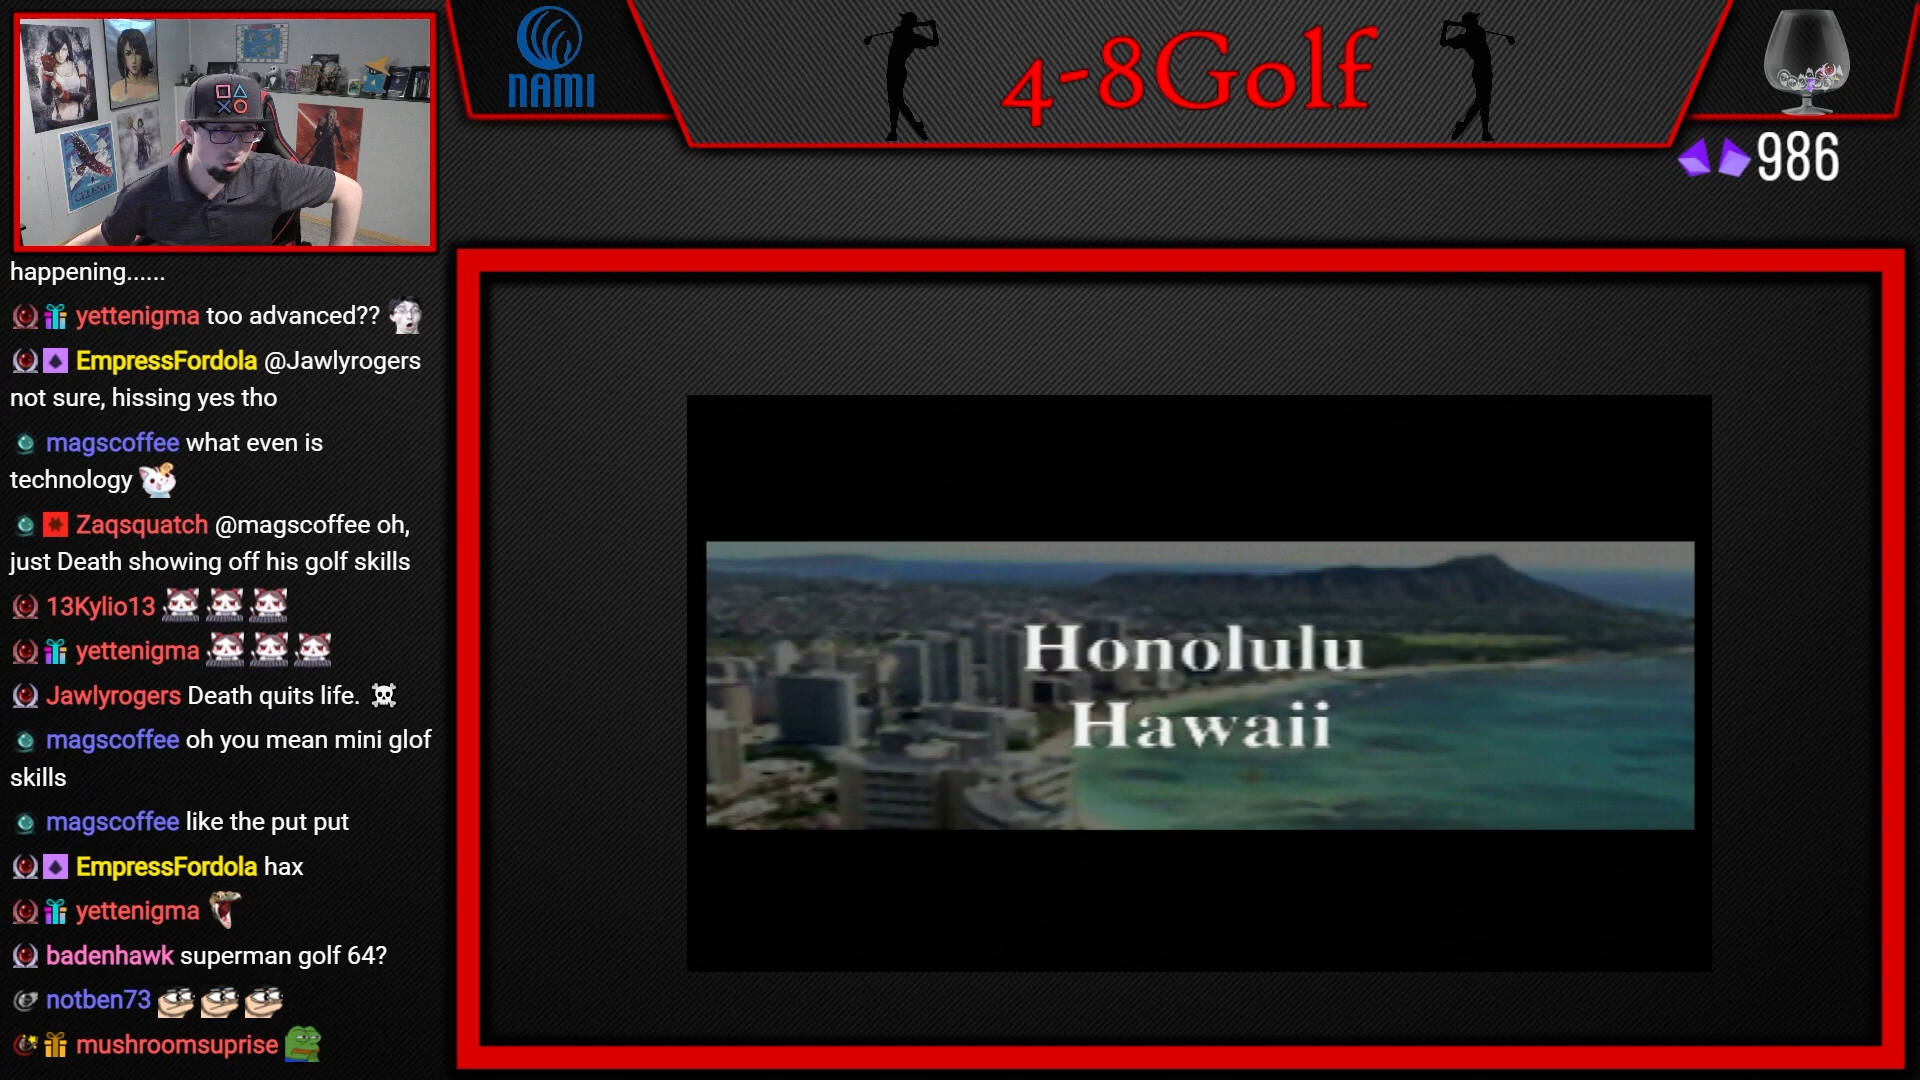 NAMI
4-8Golf
986
CELESTE
happening......
yettenigma too advanced??
EmpressFordola @Jawlyrogers
not sure, hissing yes tho
magscoffee what even is
technology
Zaqsquatch @magscoffee oh,
just Death showing off his golf skills
13Kylio13
yettenigma
Jawlyrogers Death quits life.
magscoffee oh you mean mini glof
skills
magscoffee like the put put
EmpressFordola hax
yettenigma
badenhawk superman golf 64?
notben73
mushroomsuprise
Honolulu
Hawaii